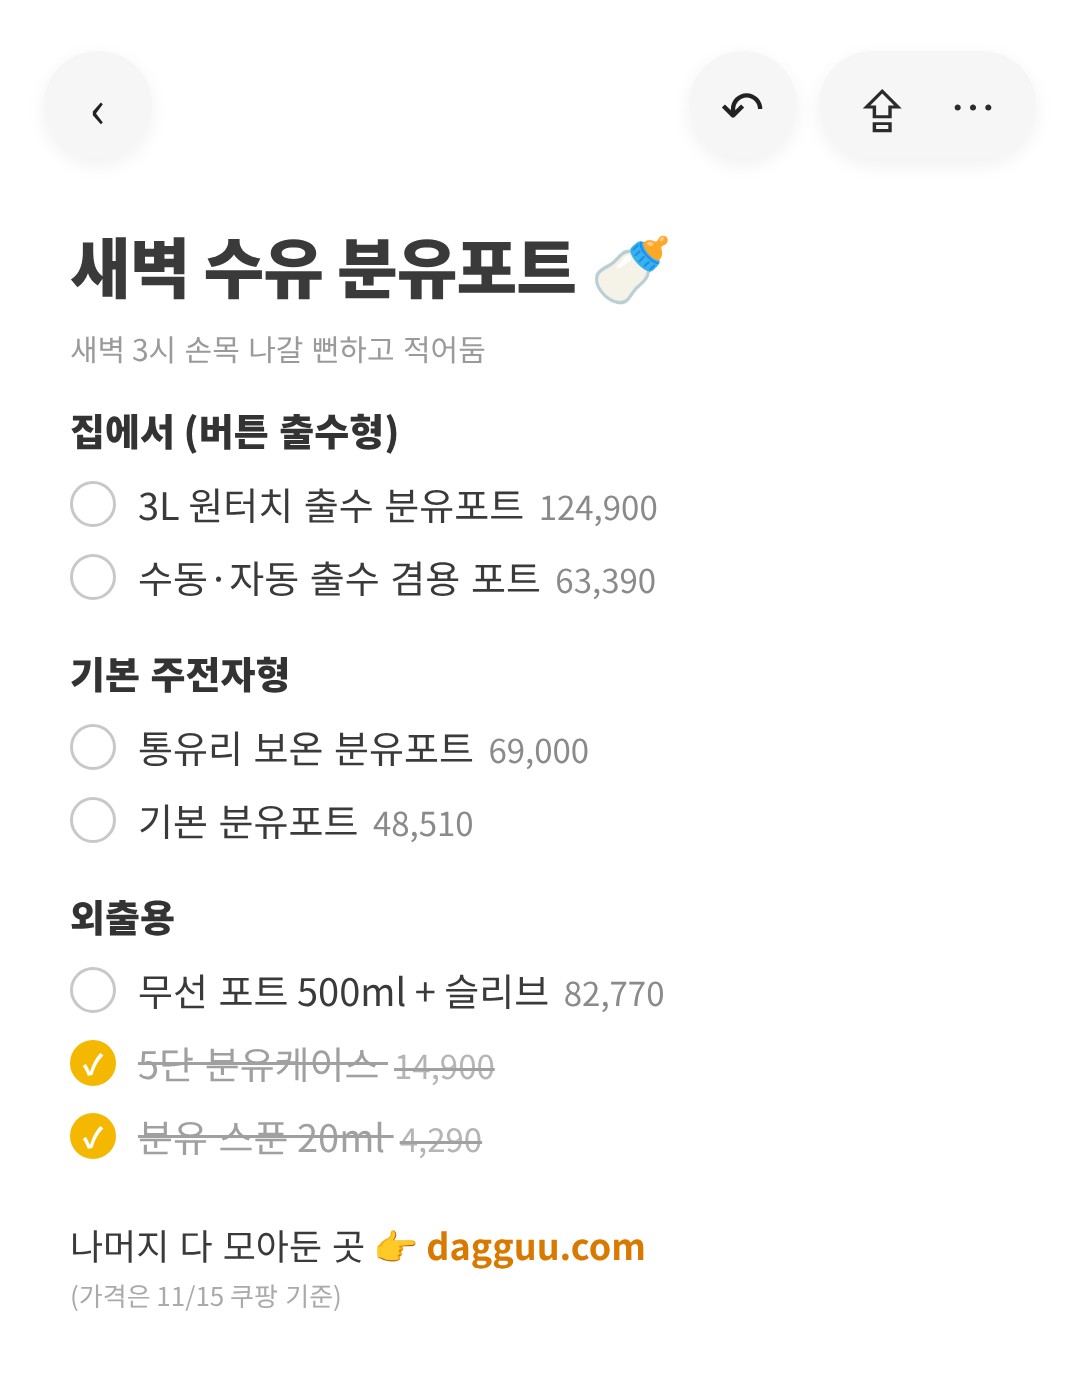 새벽 수유 분유포트 🍼
새벽 3시 손목 나갈 뻔하고 적어둠
집에서 (버튼 출수형)
3L 원터치 출수 분유포트 124,900
수동·자동 출수 겸용 포트 63,390
기본 주전자형
통유리 보온 분유포트 69,000
기본 분유포트 48,510
외출용
무선 포트 500ml + 슬리브 82,770
5단 분유케이스 14,900
분유 스푼 20ml 4,290
나머지 다 모아둔 곳 👉 dagguu.com
(가격은 11/15 쿠팡 기준)